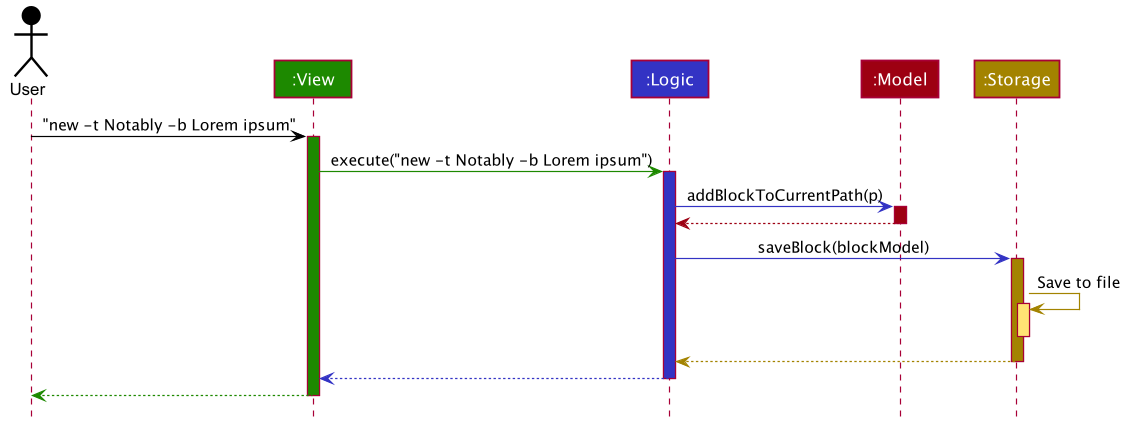 User
:View
:Logic
:Model
:Storage
"new -t Notably -b Lorem ipsum"
execute("new -t Notably -b Lorem ipsum")
addBlockToCurrentPath(p)
saveBlock(blockModel)
Save to file